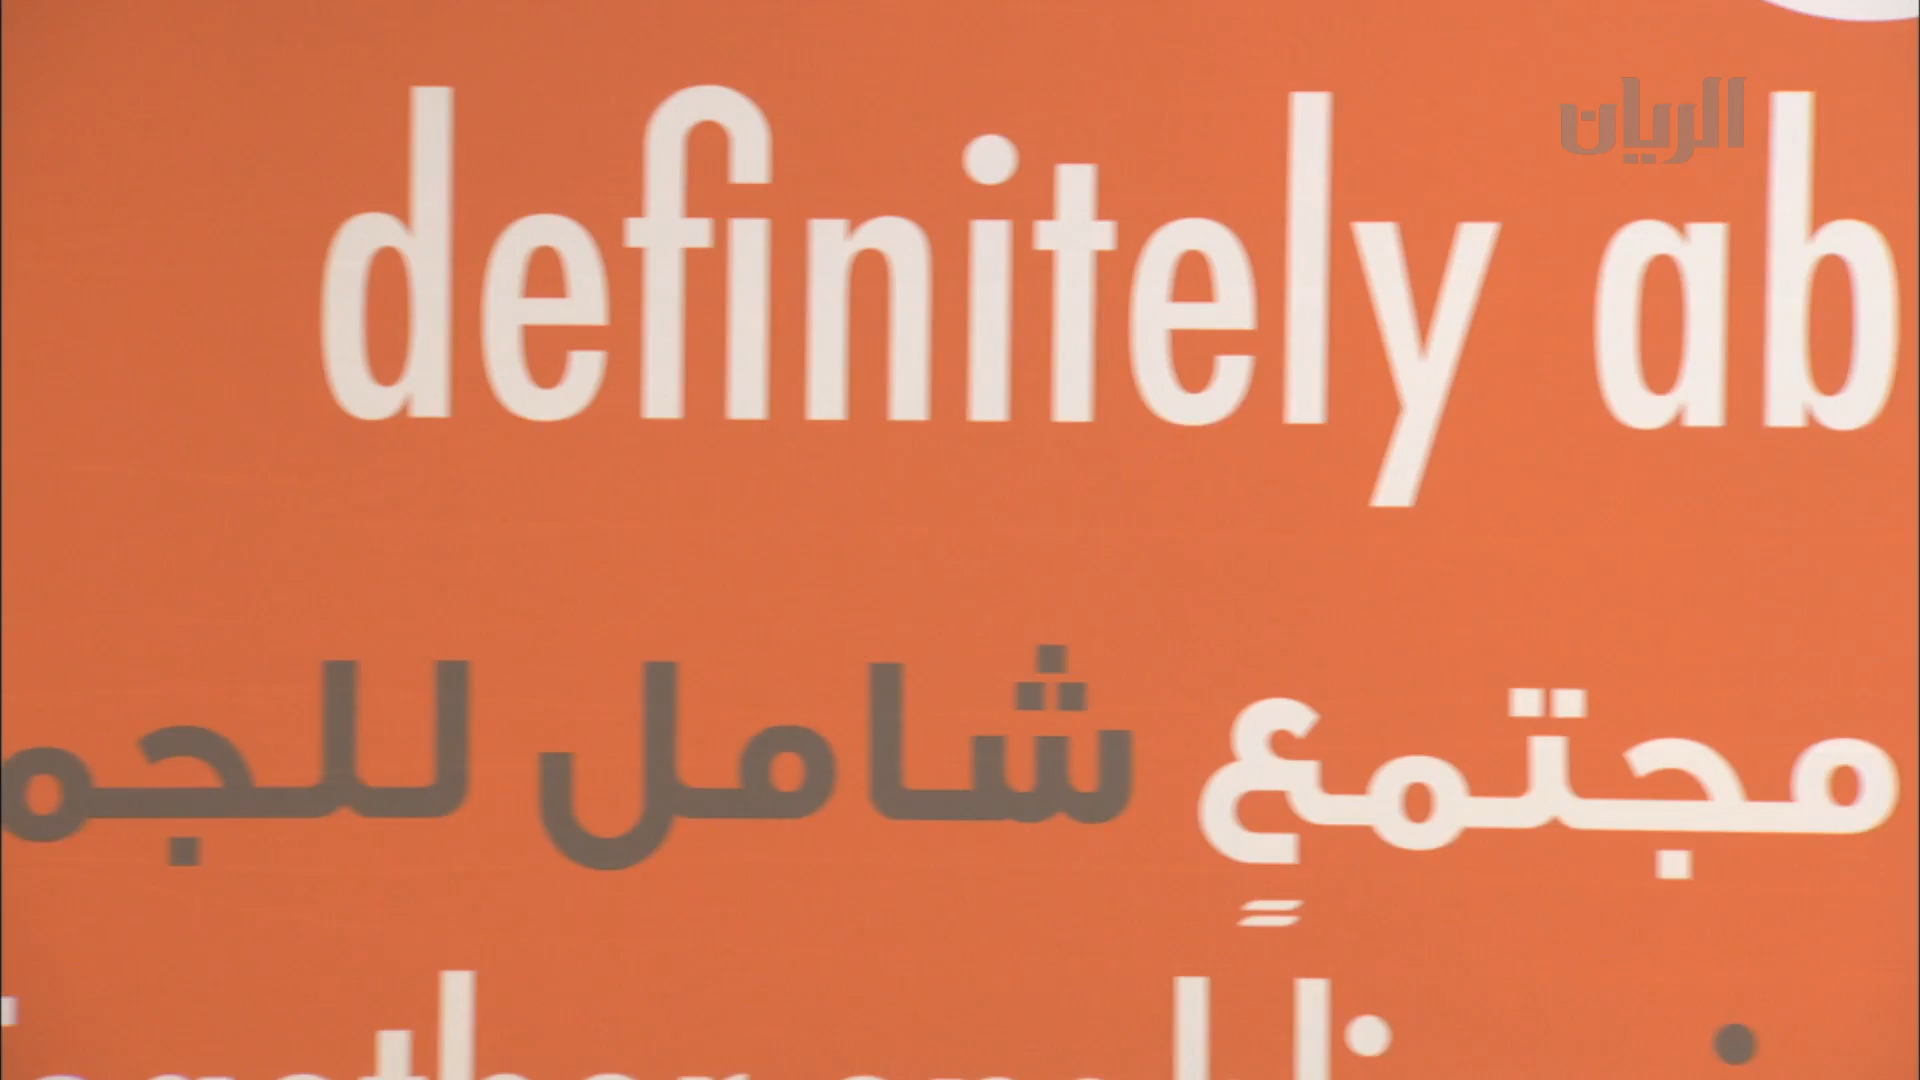 الريان
definitely ab
مجتمعٍ شامل للجم